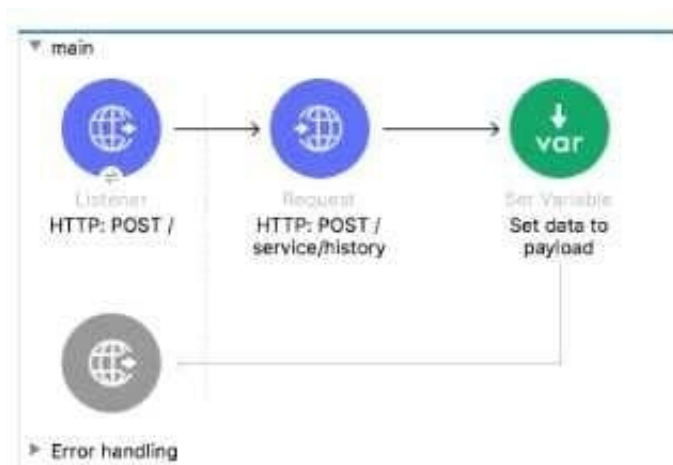 main
Listener
HTTP: POST /
Request
HTTP: POST /
service/history
var
Set Variable
Set data to
payload
Error handling